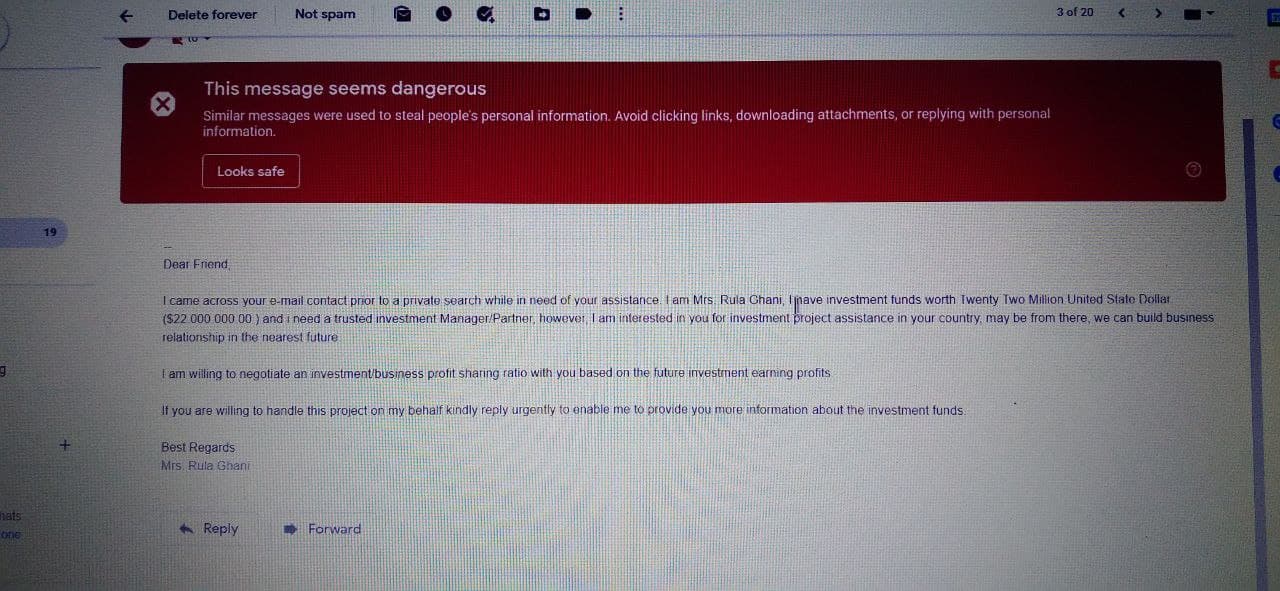 Delete forever
Not spam
3 of 20
to
This message seems dangerous
Similar messages were used to steal people's personal information. Avoid clicking links, downloading attachments, or replying with personal
information.
Looks safe
19
--
Dear Friend,
I came across your e-mail contact prior to a private search while in need of your assistance. I am Mrs. Rula Ghani, I have investment funds worth Twenty Two Million United State Dollar
($22.000.000.00 ) and i need a trusted investment Manager/Partner, however, I am interested in you for investment project assistance in your country, may be from there, we can build business
relationship in the nearest future.
I am willing to negotiate an investment/business profit sharing ratio with you based on the future investment earning profits.
If you are willing to handle this project on my behalf kindly reply urgently to enable me to provide you more information about the investment funds.
Best Regards
Mrs. Rula Ghani
hats
one
Reply
Forward